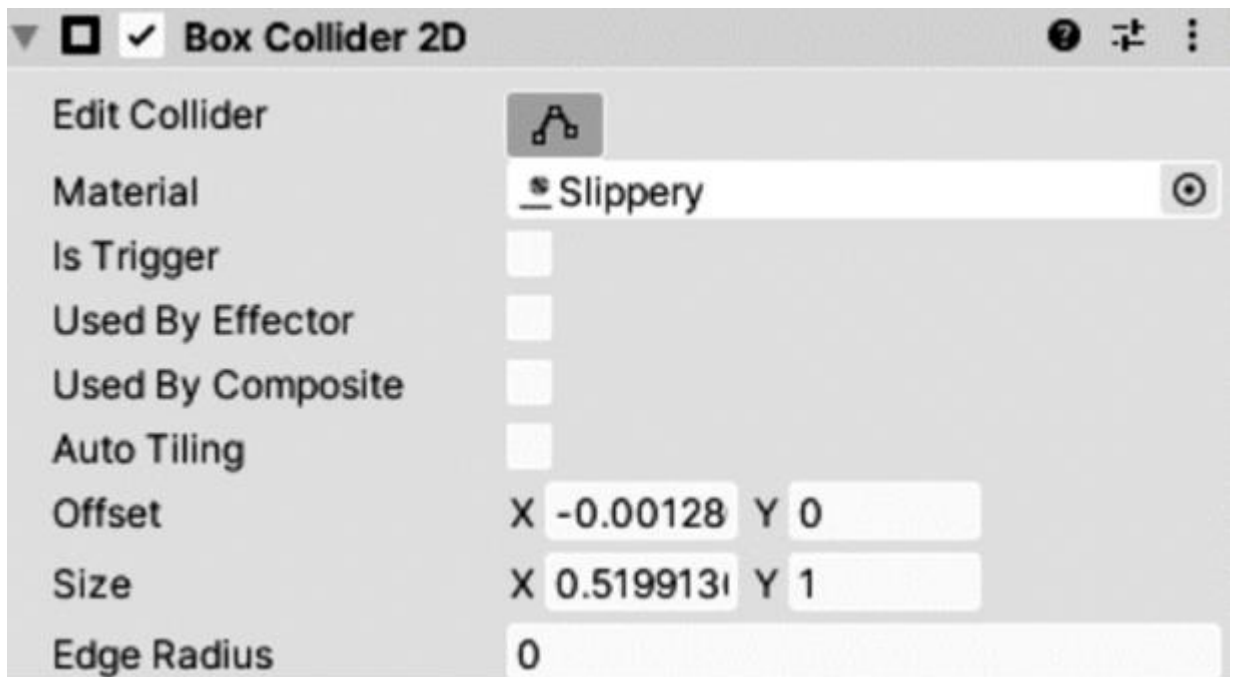 Box Collider 2D
Edit Collider
Material Slippery
Is Trigger
Used By Effector
Used By Composite
Auto Tiling
Offset X -0.00128 Y 0
Size X 0.519913 Y 1
Edge Radius 0